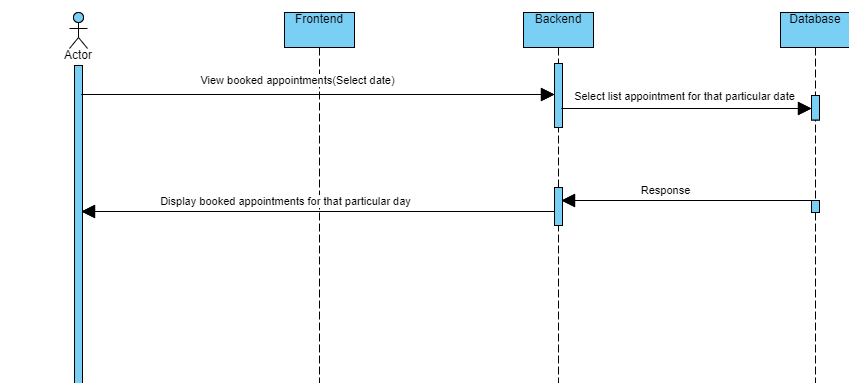 Frontend
Backend
Database
Actor
View booked appointments(Select date)
Select list appointment for that particular date
Response
Display booked appointments for that particular day